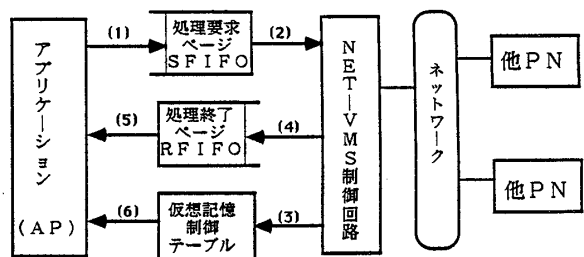 アプリケーション
(AP)
(1)
処理要求
ページ
SFIFO
(2)
(5)
処理終了
ページ
RFIFO
(4)
(6)
仮想記憶
制御
テーブル
(3)
NET-VMS制御回路
ネットワーク
他PN
他PN